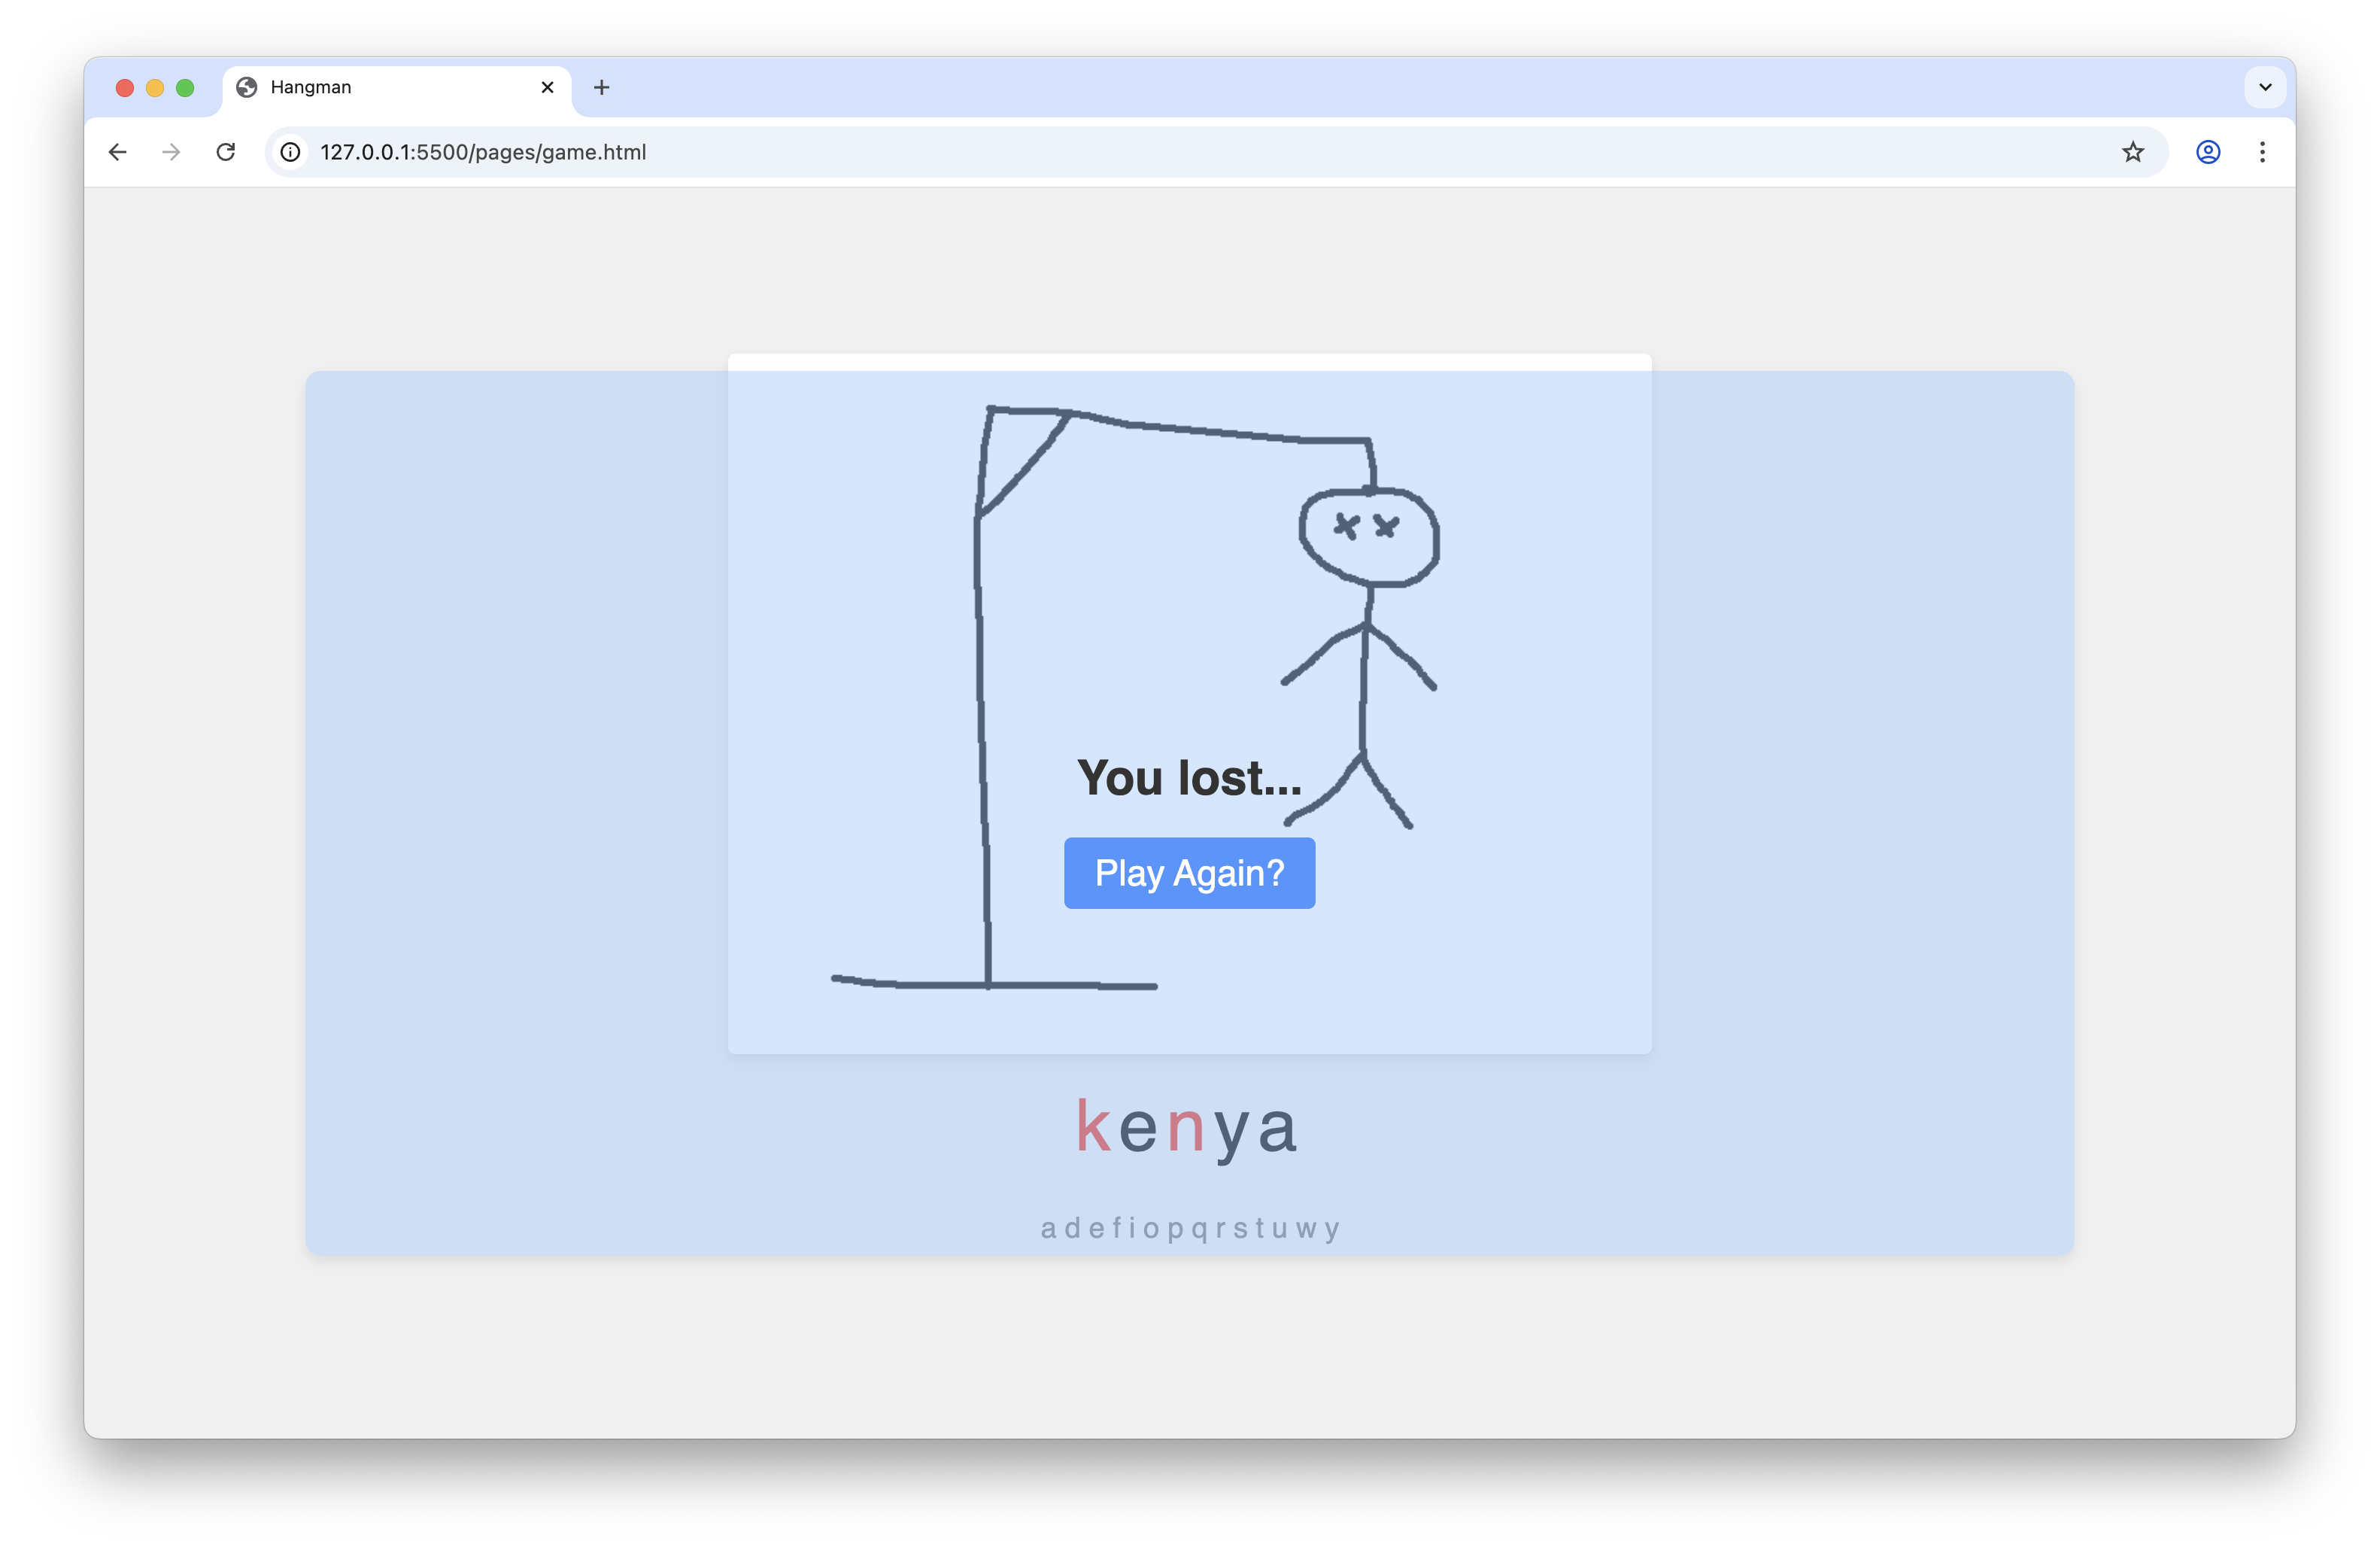 Hangman
127.0.0.1:5500/pages/game.html
You lost...
Play Again?
kenya
a d e f i o p q r s t u w y